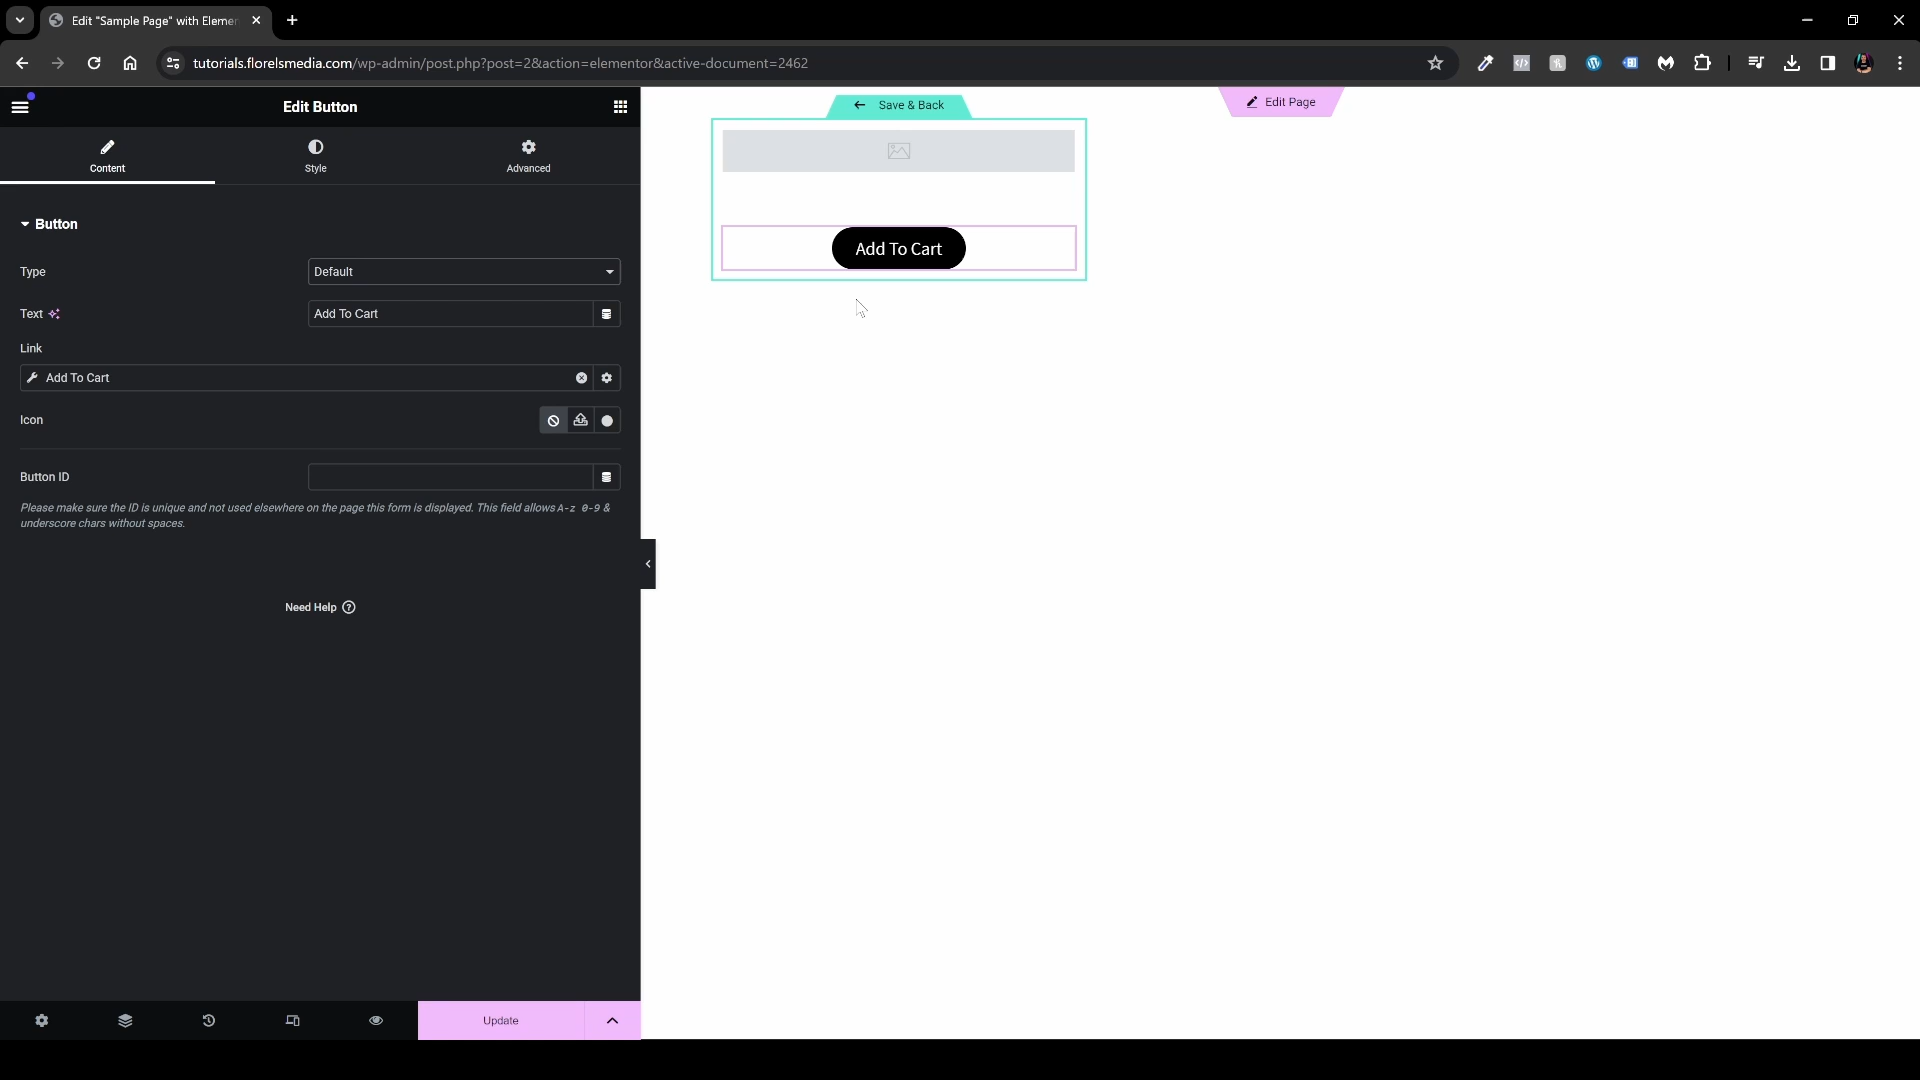 Edit "Sample Page" with Elemen
tutorials.florelsmedia.com/wp-admin/post.php?post=2&action=elementor&active-document=2462
Edit Button
Save & Back
Edit Page
Content
Style
Advanced
Button
Add To Cart
Type
Default
Text
Add To Cart
Link
Add To Cart
Icon
Button ID
Please make sure the ID is unique and not used elsewhere on the page this form is displayed. This field allows A-z 0-9 &
underscore chars without spaces.
Need Help
Update